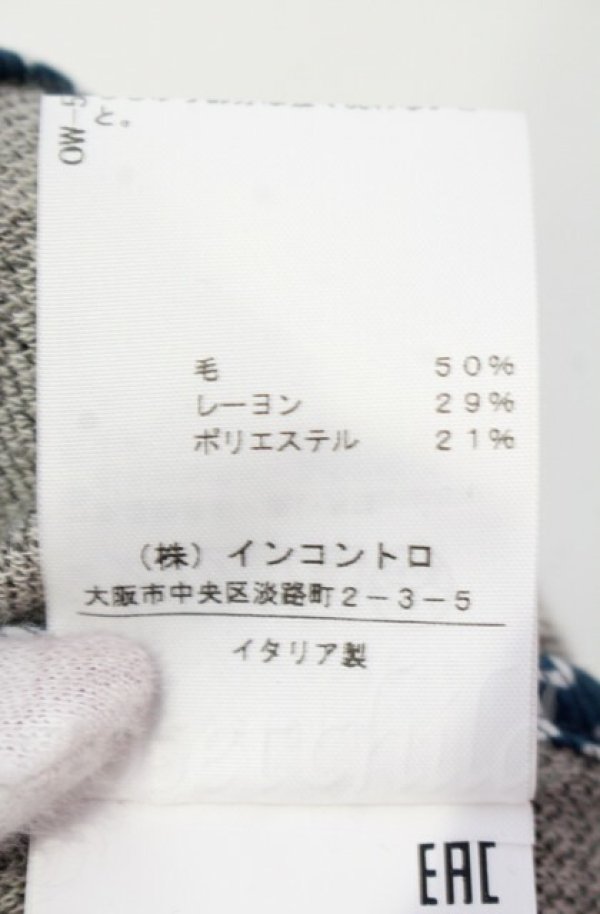 OW-5
と。
毛 50%
レーヨン 29%
ポリエステル 21%
(株) インコントロ
大阪市中央区淡路町2-3-5
イタリア製
EAC